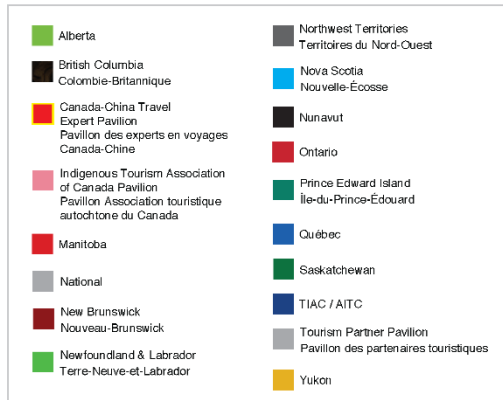 Alberta
British Columbia
Colombie-Britannique
Canada-China Travel
Expert Pavilion
Pavillon des experts en voyages
Canada-Chine
Indigenous Tourism Association
of Canada Pavilion
Pavillon Association touristique
autochtone du Canada
Manitoba
National
New Brunswick
Nouveau-Brunswick
Newfoundland & Labrador
Terre-Neuve-et-Labrador
Northwest Territories
Territoires du Nord-Ouest
Nova Scotia
Nouvelle-Écosse
Nunavut
Ontario
Prince Edward Island
Île-du-Prince-Édouard
Québec
Saskatchewan
TIAC / AITC
Tourism Partner Pavilion
Pavillon des partenaires touristiques
Yukon